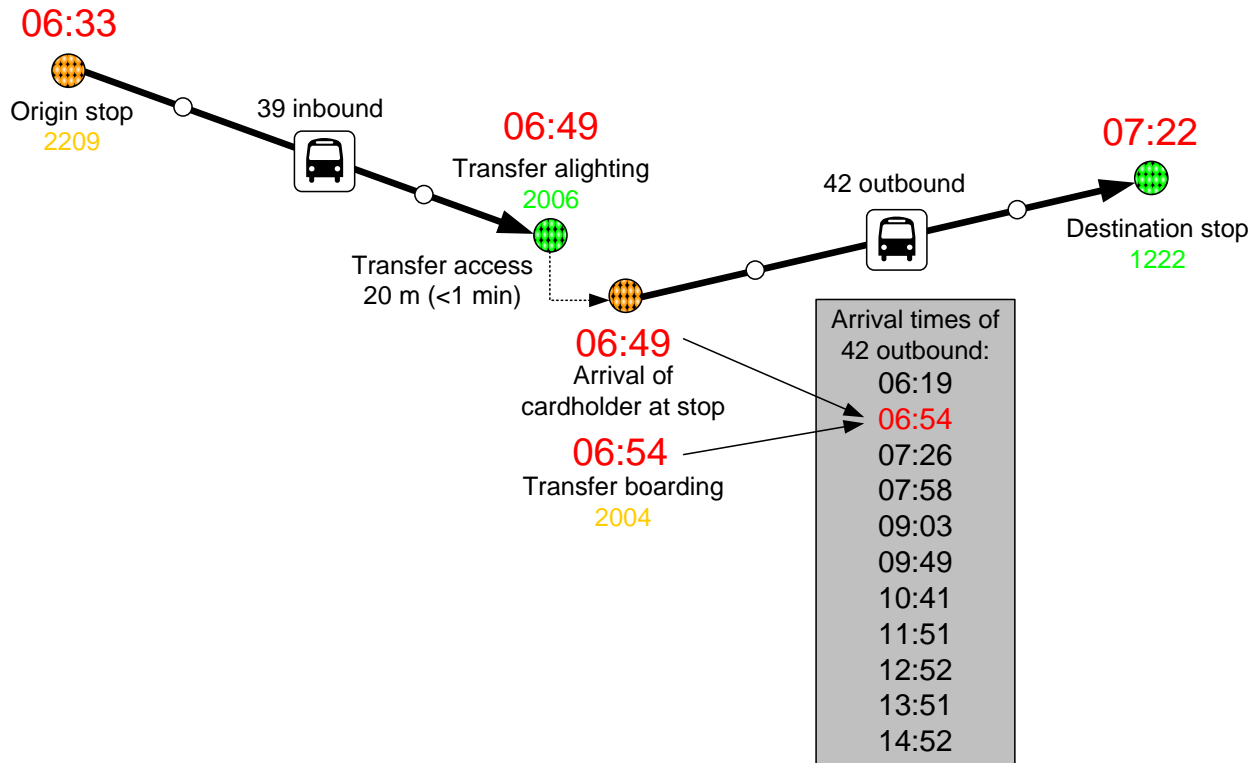 06:33
Origin stop
2209
39 inbound
06:49
Transfer alighting
2006
Transfer access
20 m (<1 min)
42 outbound
07:22
Destination stop
1222
06:49
Arrival of
cardholder at stop
06:54
Transfer boarding
2004
Arrival times of
42 outbound:
06:19
06:54
07:26
07:58
09:03
09:49
10:41
11:51
12:52
13:51
14:52